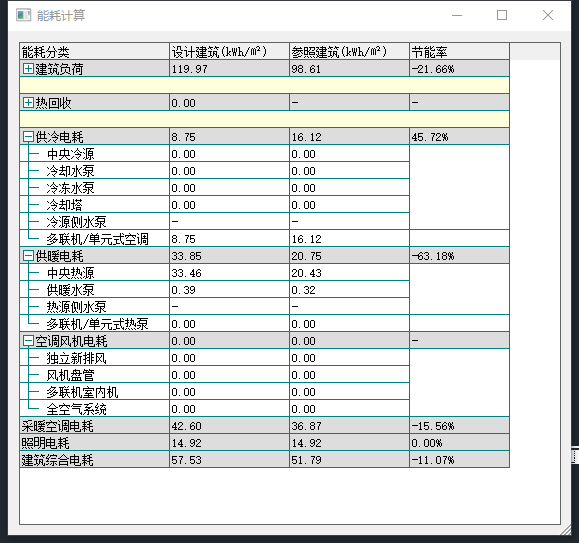 能耗计算
能耗分类 设计建筑(kWh/㎡) 参照建筑(kWh/㎡) 节能率
建筑负荷 119.97 98.61 -21.66%
热回收 0.00 - -
供冷电耗 8.75 16.12 45.72%
中央冷源 0.00 0.00
冷却水泵 0.00 0.00
冷冻水泵 0.00 0.00
冷却塔 0.00 0.00
冷源侧水泵 - -
多联机/单元式空调 8.75 16.12
供暖电耗 33.85 20.75 -63.18%
中央热源 33.46 20.43
供暖水泵 0.39 0.32
热源侧水泵 - -
多联机/单元式热泵 0.00 0.00
空调风机电耗 0.00 0.00 -
独立新排风 0.00 0.00
风机盘管 0.00 0.00
多联机室内机 0.00 0.00
全空气系统 0.00 0.00
采暖空调电耗 42.60 36.87 -15.56%
照明电耗 14.92 14.92 0.00%
建筑综合电耗 57.53 51.79 -11.07%